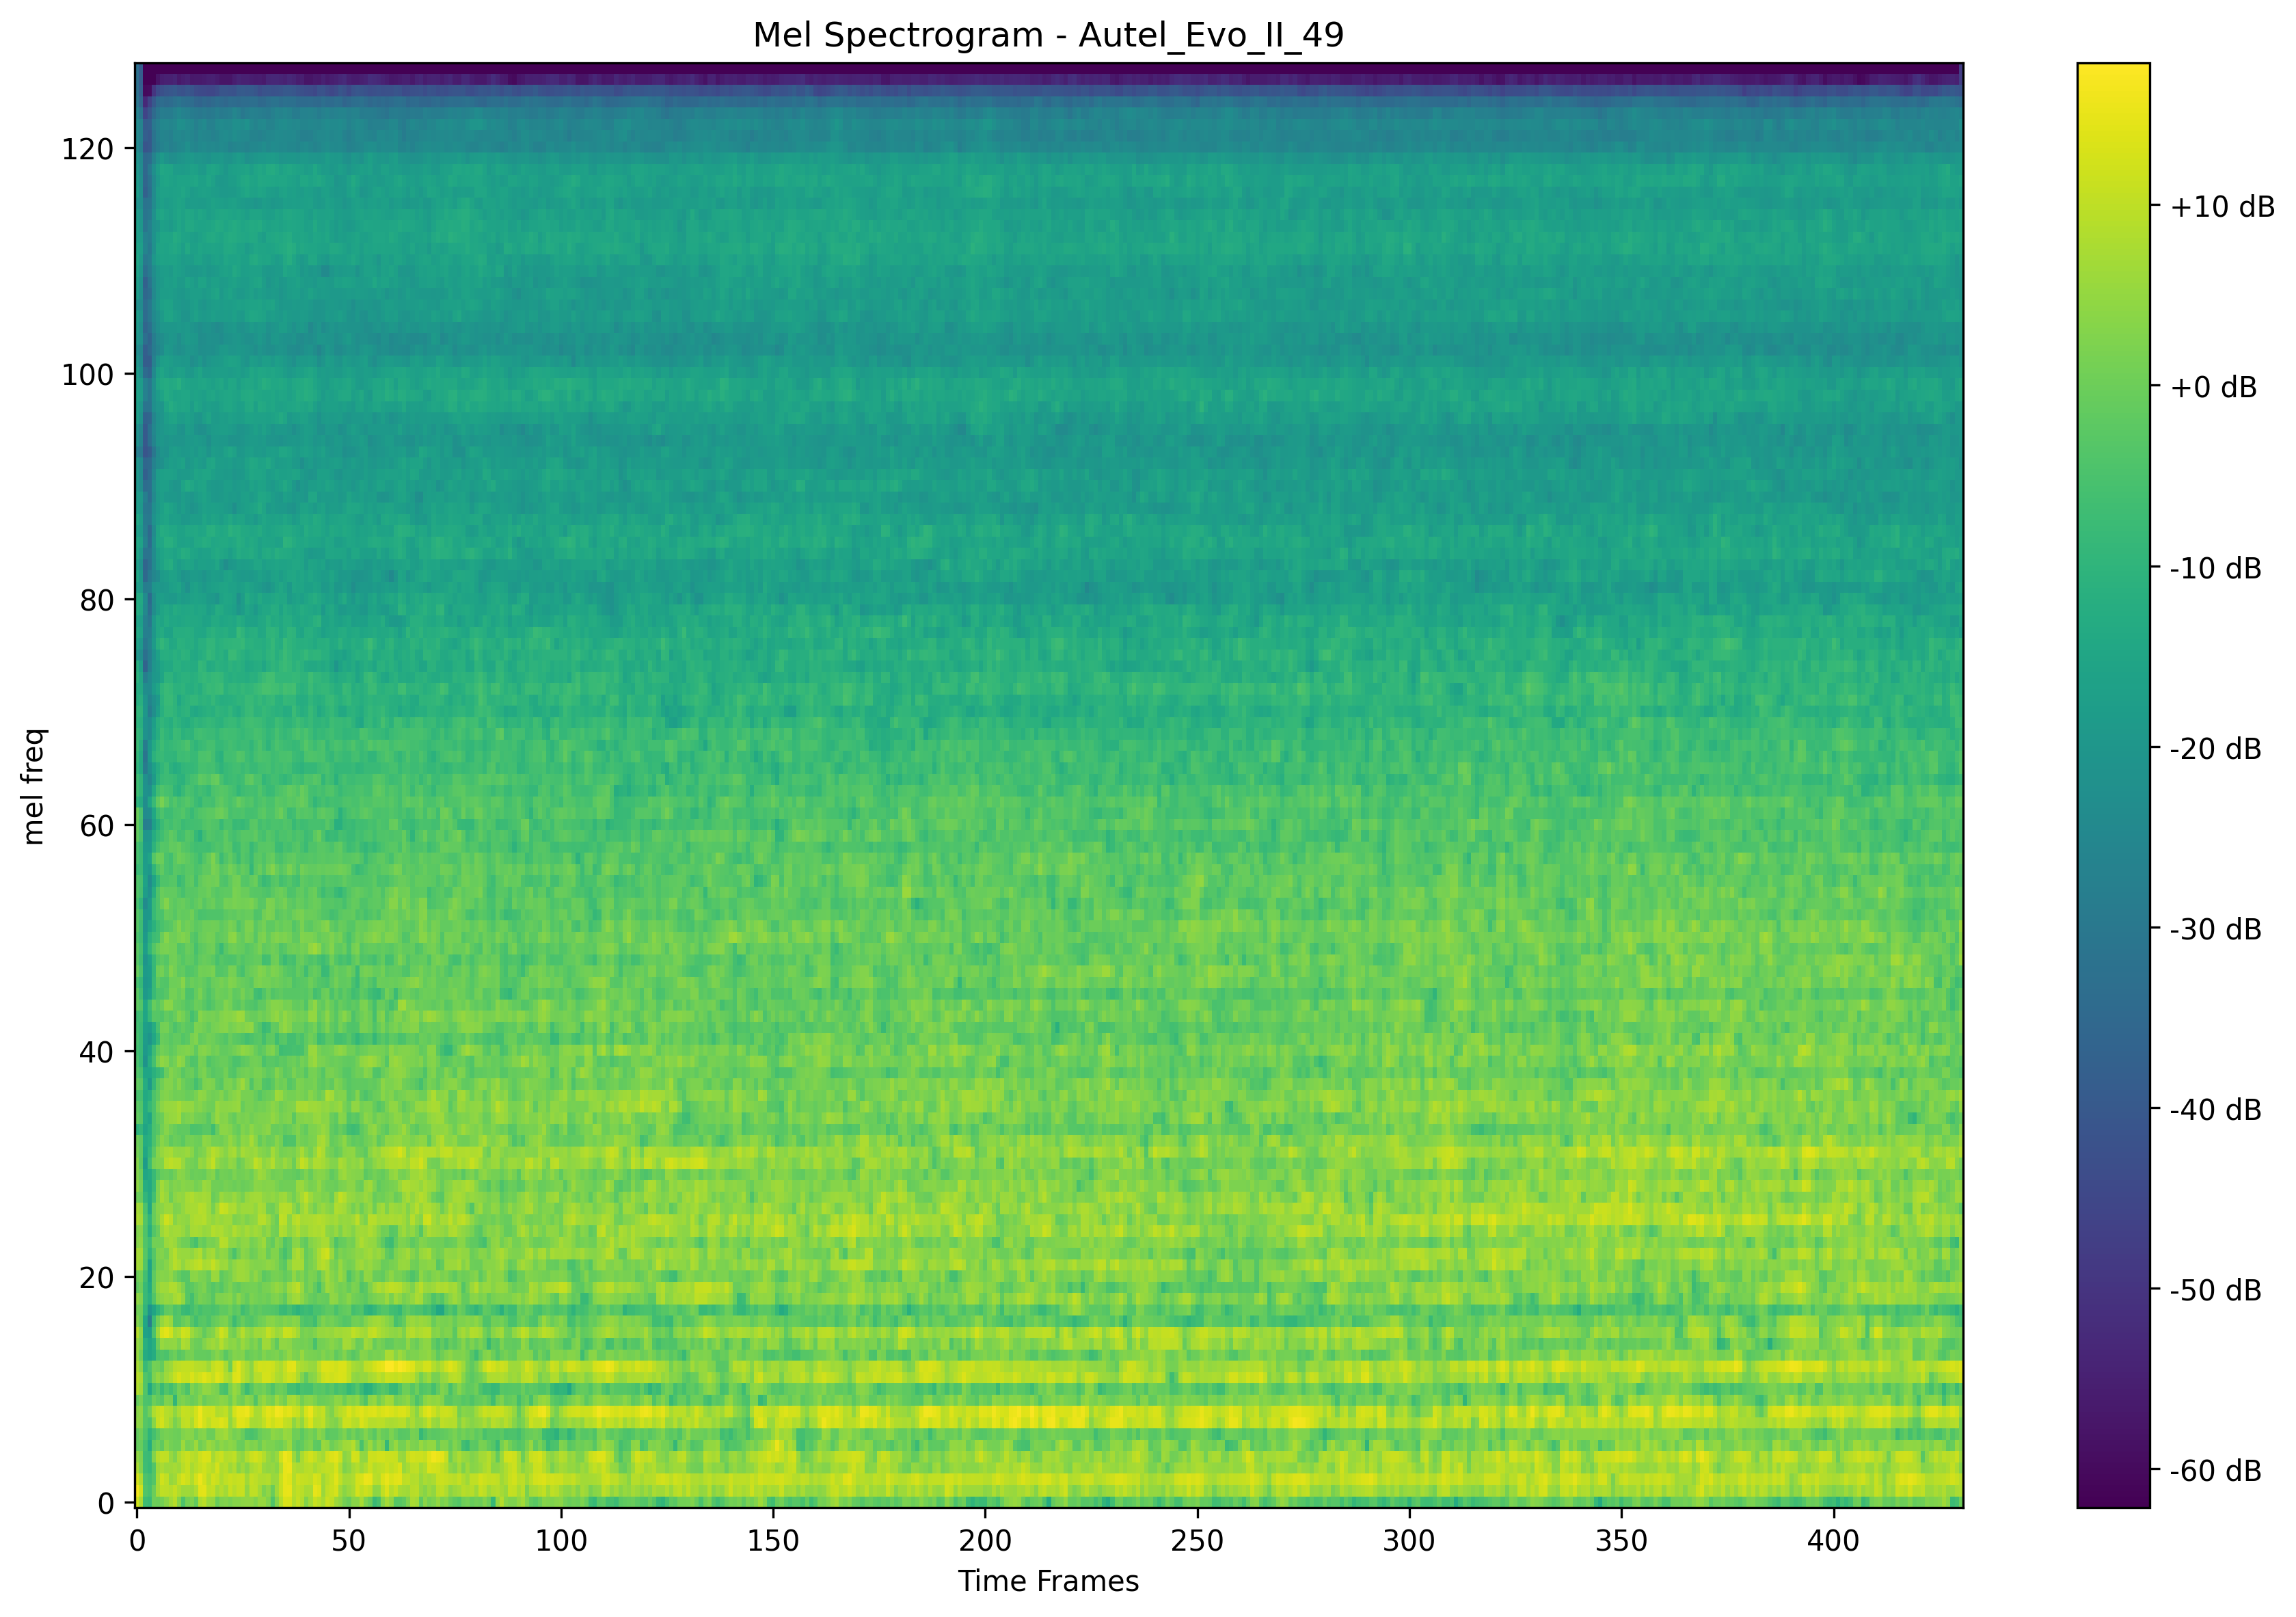 Mel Spectrogram - Autel_Evo_II_49
mel freq
120
100
80
60
40
20
0
0 50 100 150 200 250 300 350 400
Time Frames
+10 dB
+0 dB
-10 dB
-20 dB
-30 dB
-40 dB
-50 dB
-60 dB